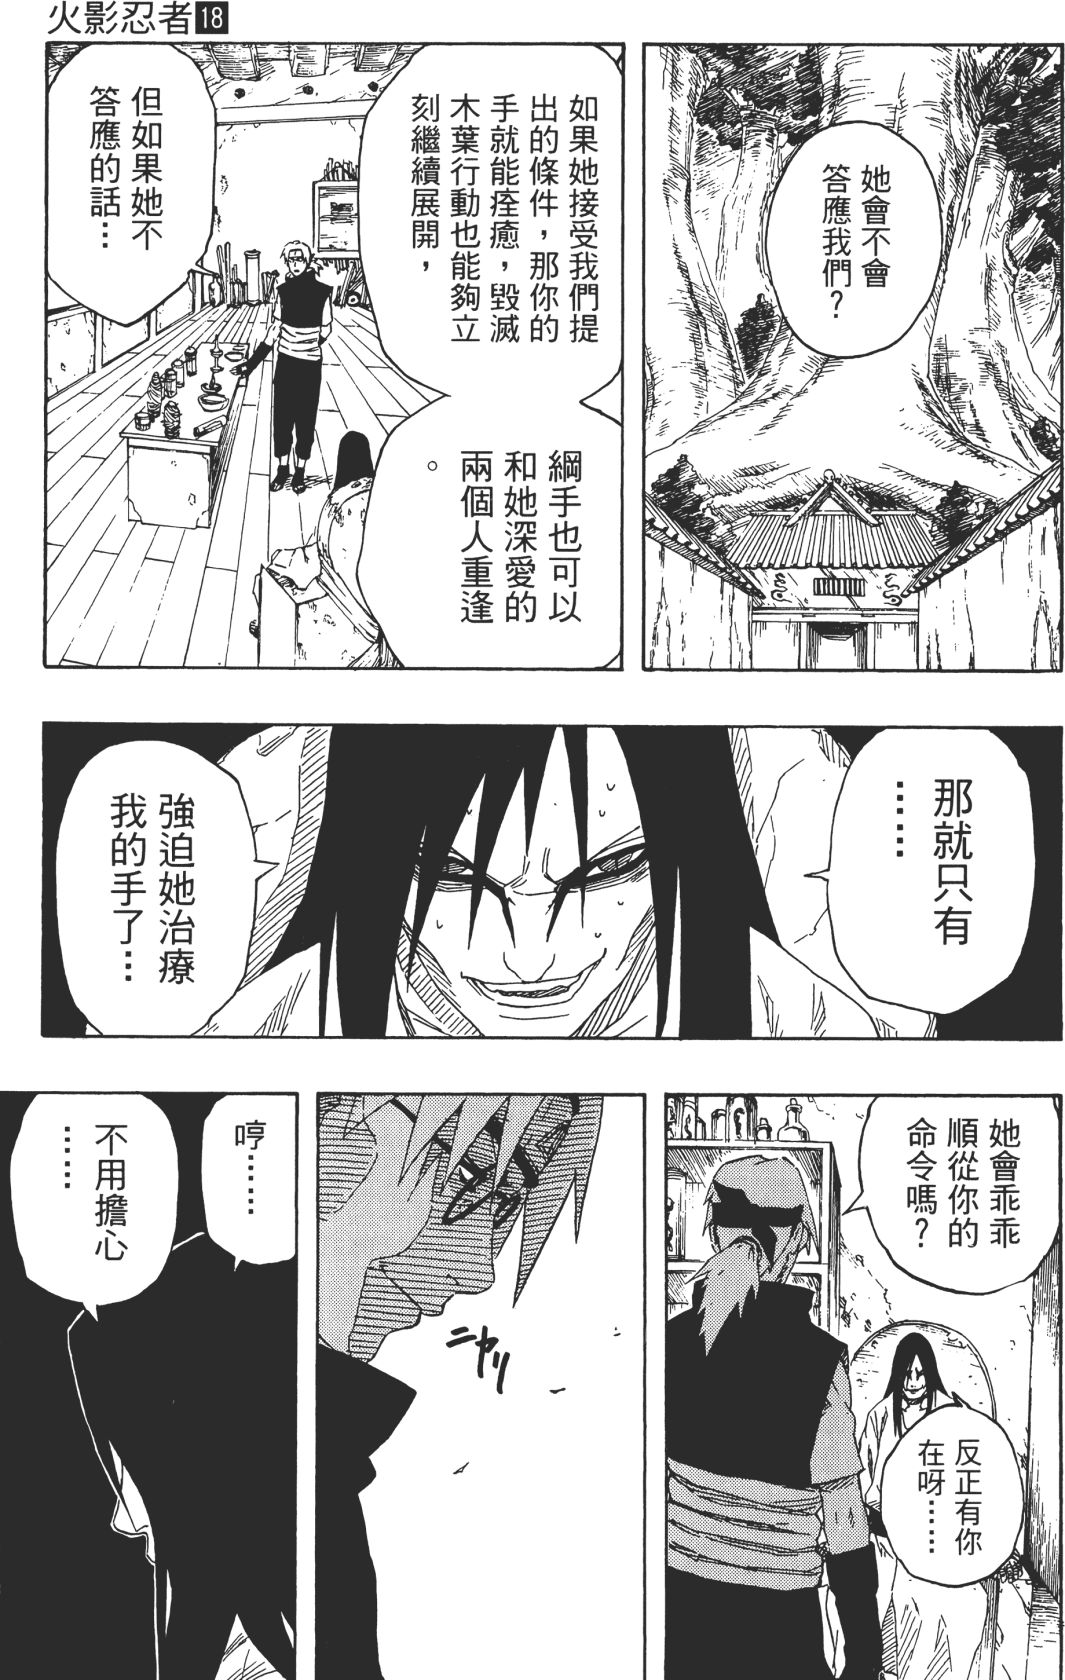 火影忍者18
她會不會
答應我們？
如果她接受我們提
出的條件，那你的
手就能痊癒，毀滅
木葉行動也能夠立
刻繼續展開，
綱手也可以
和她深愛的
兩個人重逢
。
但如果她不
答應的話…
那就只有
……
強迫她治療
我的手了…
她會乖乖
順從你的
命令嗎？
反正有你
在呀……
ニヤリ
哼……
不用擔心
……